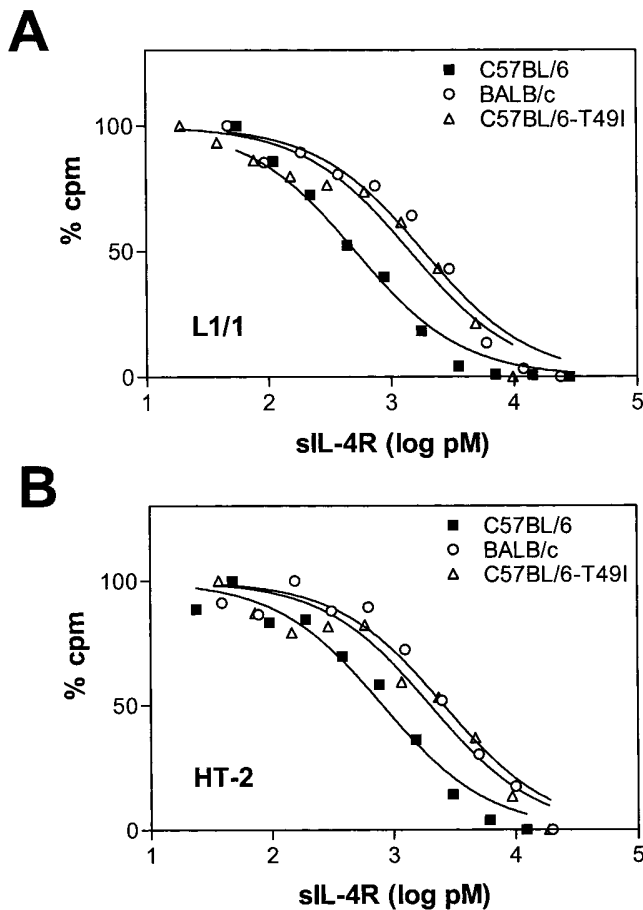 A
C57BL/6
BALB/c
C57BL/6-T49I
100
50
0
% cpm
L1/1
1 2 3 4 5
sIL-4R (log pM)
B
C57BL/6
BALB/c
C57BL/6-T49I
100
50
0
% cpm
HT-2
1 2 3 4 5
sIL-4R (log pM)